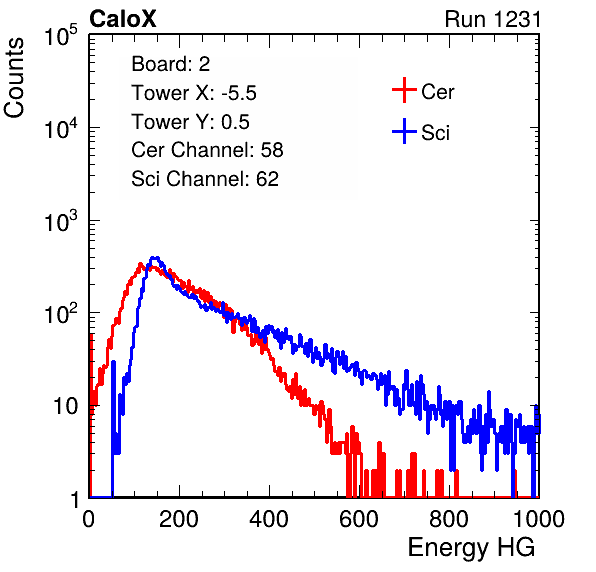 CaloX Run 1231
Counts
10^5
10^4
10^3
10^2
10
1
Board: 2
Tower X: -5.5
Tower Y: 0.5
Cer Channel: 58
Sci Channel: 62
Cer
Sci
0 200 400 600 800 1000
Energy HG